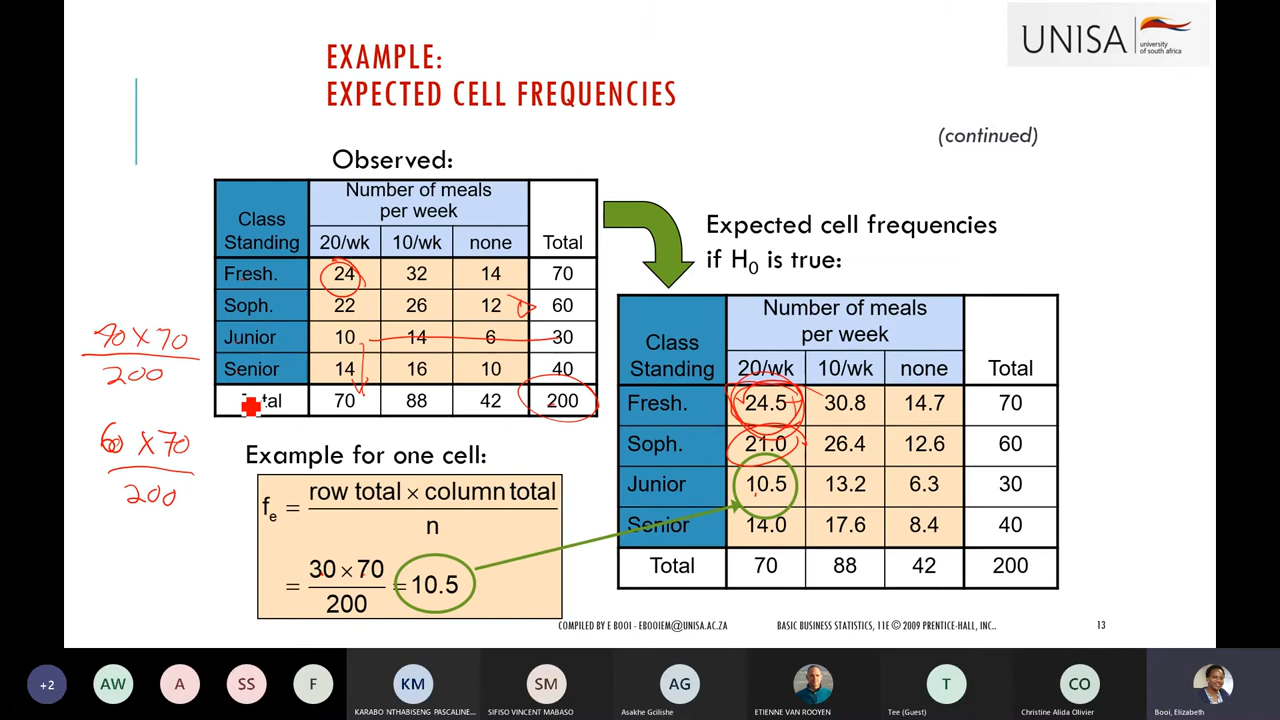 EXAMPLE:
EXPECTED CELL FREQUENCIES
UNISA
university
of south africa
(continued)
Observed:
Class
Standing
Number of meals
per week
Total
20/wk 10/wk none
Fresh. 24 32 14 70
Soph. 22 26 12 60
Junior 10 14 6 30
Senior 14 16 10 40
70 88 42 200
40 x 70
200
60 x 70
200
Example for one cell:
fe = row total × column total
n
= 30 × 70
200
= 10.5
Expected cell frequencies
if H0 is true:
Class
Standing
Number of meals
per week
Total
20/wk 10/wk none
Fresh. 24.5 30.8 14.7 70
Soph. 21.0 26.4 12.6 60
Junior 10.5 13.2 6.3 30
Senior 14.0 17.6 8.4 40
Total 70 88 42 200
COMPILED BY E BOOI - EBOOIEM@UNISA.AC.ZA
BASIC BUSINESS STATISTICS, 11E © 2009 PRENTICE-HALL, INC..
13
+2
AW
A
SS
F
KM
KARABO NTHABISENG PASCALINE...
SM
SIFISO VINCENT MABASO
AG
Asakhe Gcilishe
ETIENNE VAN ROOYEN
T
Tee (Guest)
CO
Christine Alida Olivier
Booi, Elizabeth